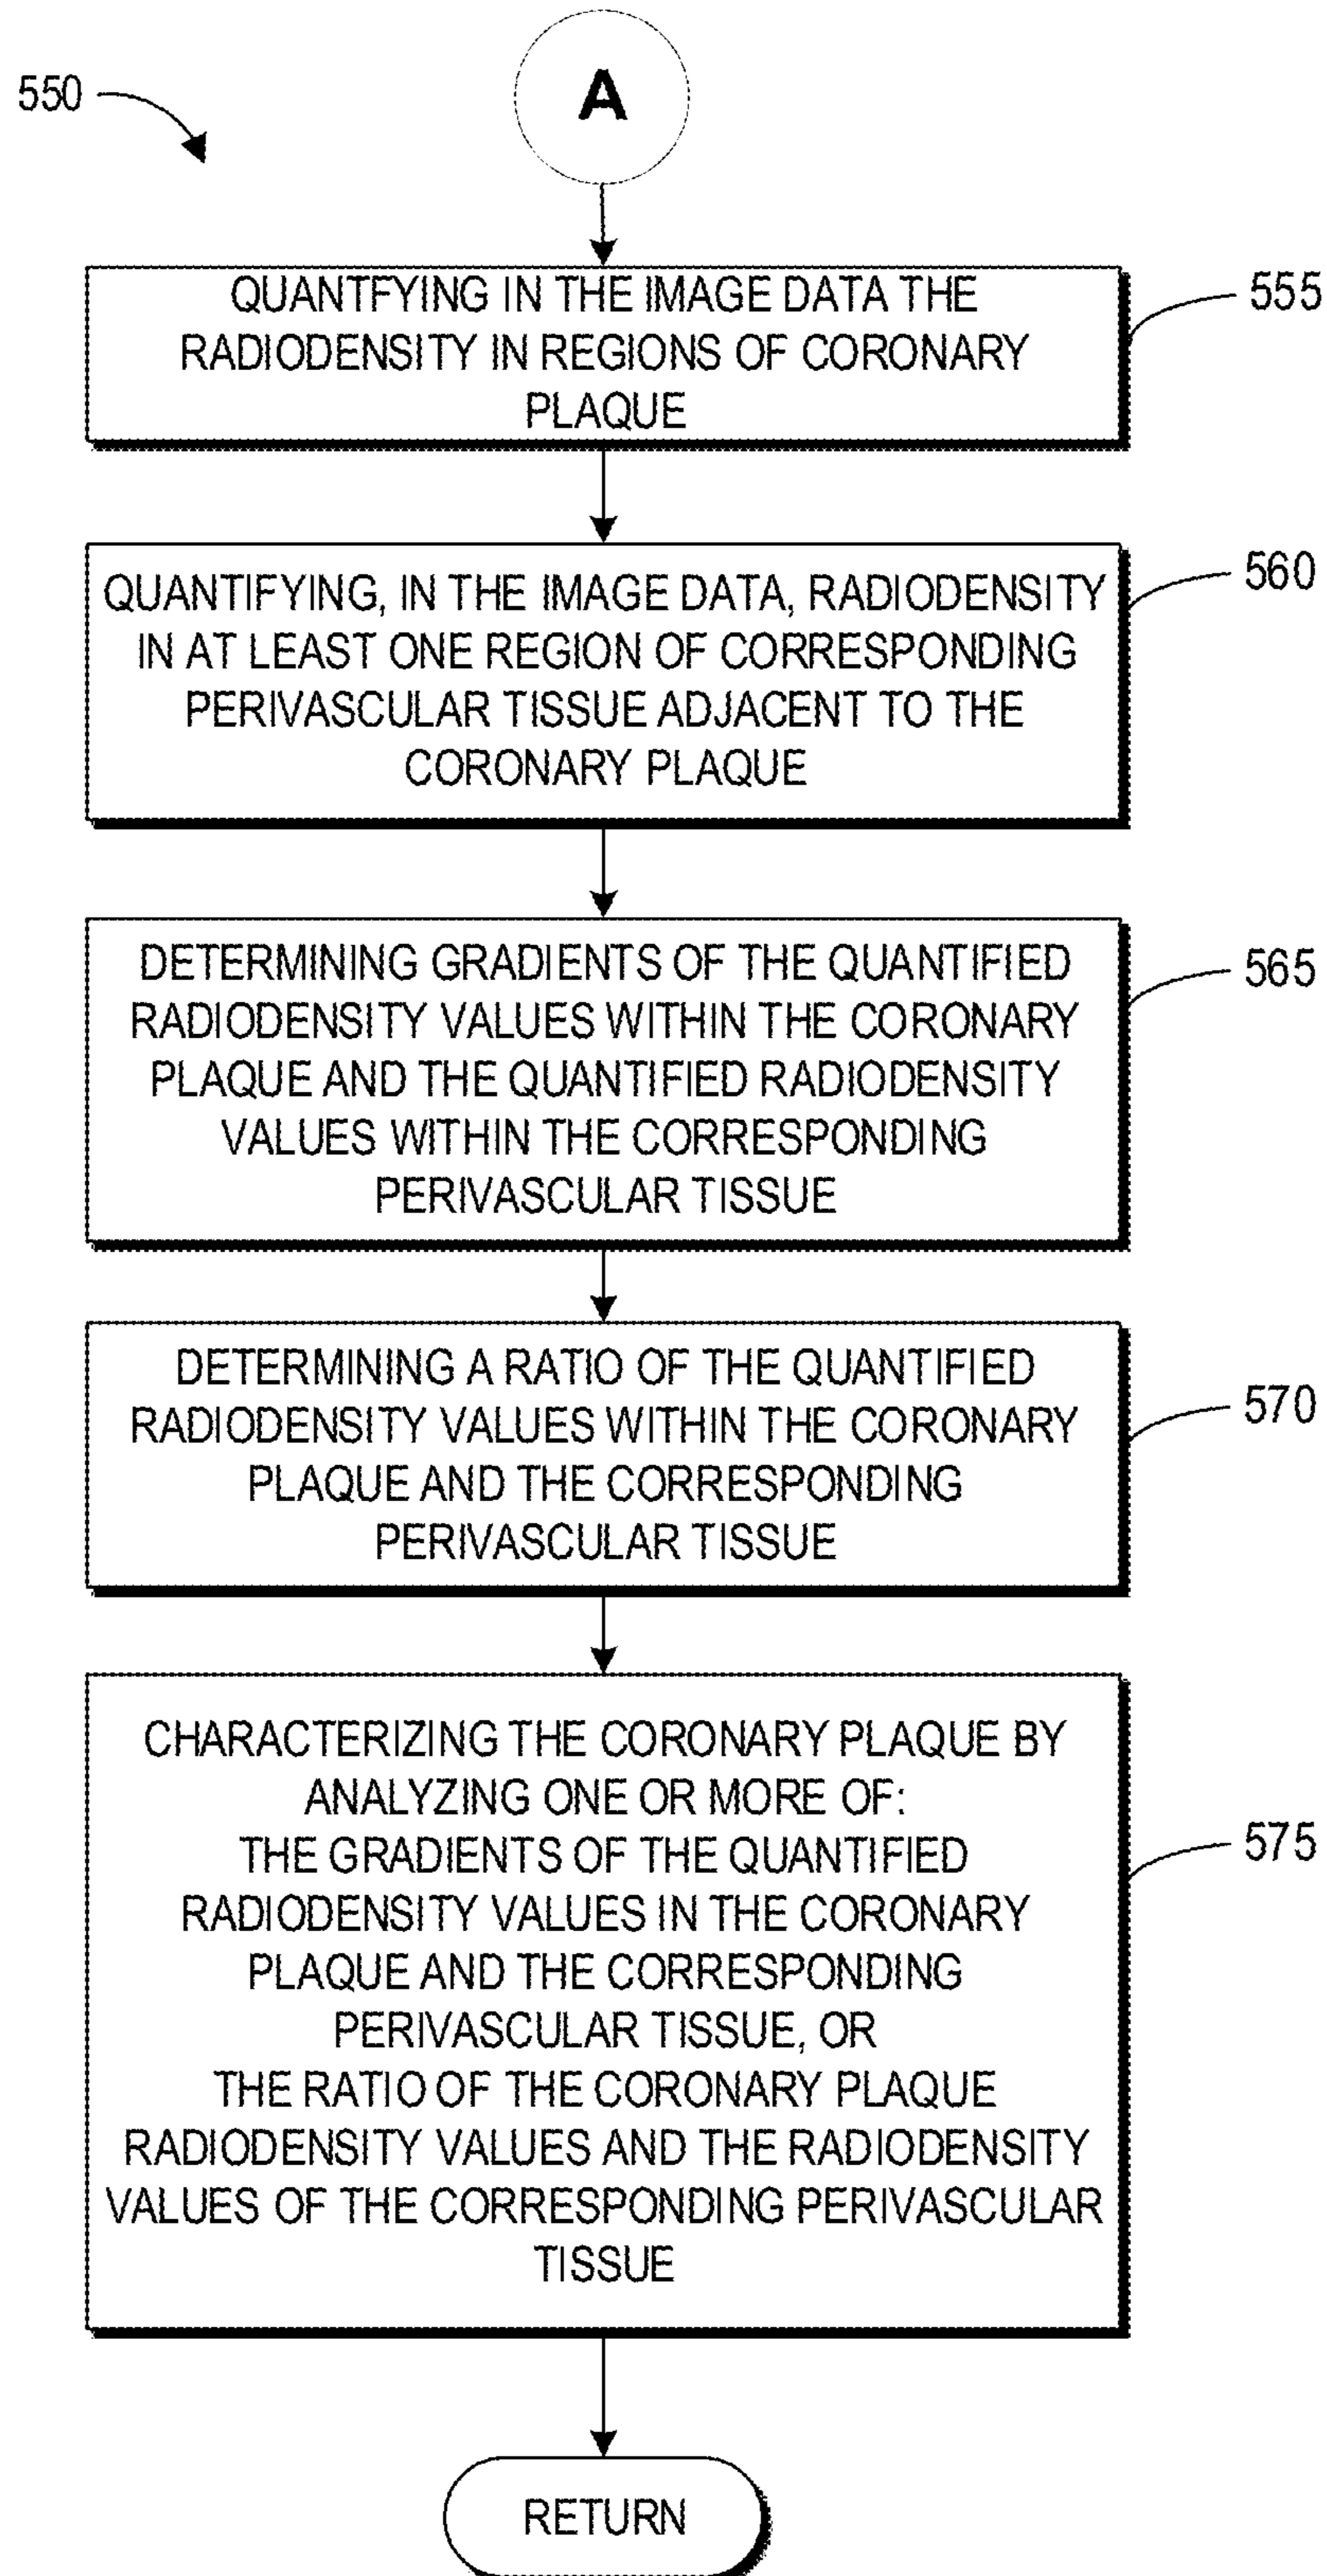 A
550
QUANTFYING IN THE IMAGE DATA THE
RADIODENSITY IN REGIONS OF CORONARY
PLAQUE
555
QUANTIFYING, IN THE IMAGE DATA, RADIODENSITY
IN AT LEAST ONE REGION OF CORRESPONDING
PERIVASCULAR TISSUE ADJACENT TO THE
CORONARY PLAQUE
560
DETERMINING GRADIENTS OF THE QUANTIFIED
RADIODENSITY VALUES WITHIN THE CORONARY
PLAQUE AND THE QUANTIFIED RADIODENSITY
VALUES WITHIN THE CORRESPONDING
PERIVASCULAR TISSUE
565
DETERMINING A RATIO OF THE QUANTIFIED
RADIODENSITY VALUES WITHIN THE CORONARY
PLAQUE AND THE CORRESPONDING
PERIVASCULAR TISSUE
570
CHARACTERIZING THE CORONARY PLAQUE BY
ANALYZING ONE OR MORE OF:
THE GRADIENTS OF THE QUANTIFIED
RADIODENSITY VALUES IN THE CORONARY
PLAQUE AND THE CORRESPONDING
PERIVASCULAR TISSUE, OR
THE RATIO OF THE CORONARY PLAQUE
RADIODENSITY VALUES AND THE RADIODENSITY
VALUES OF THE CORRESPONDING PERIVASCULAR
TISSUE
575
RETURN